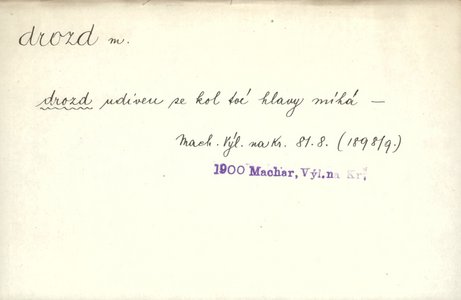 drozd m.
drozd udiven se kol tvé hlavy míhá —
Mach. Výl. na Kr. 81.8. (1898/9.)
1900 Machar, Výl. na Kr.